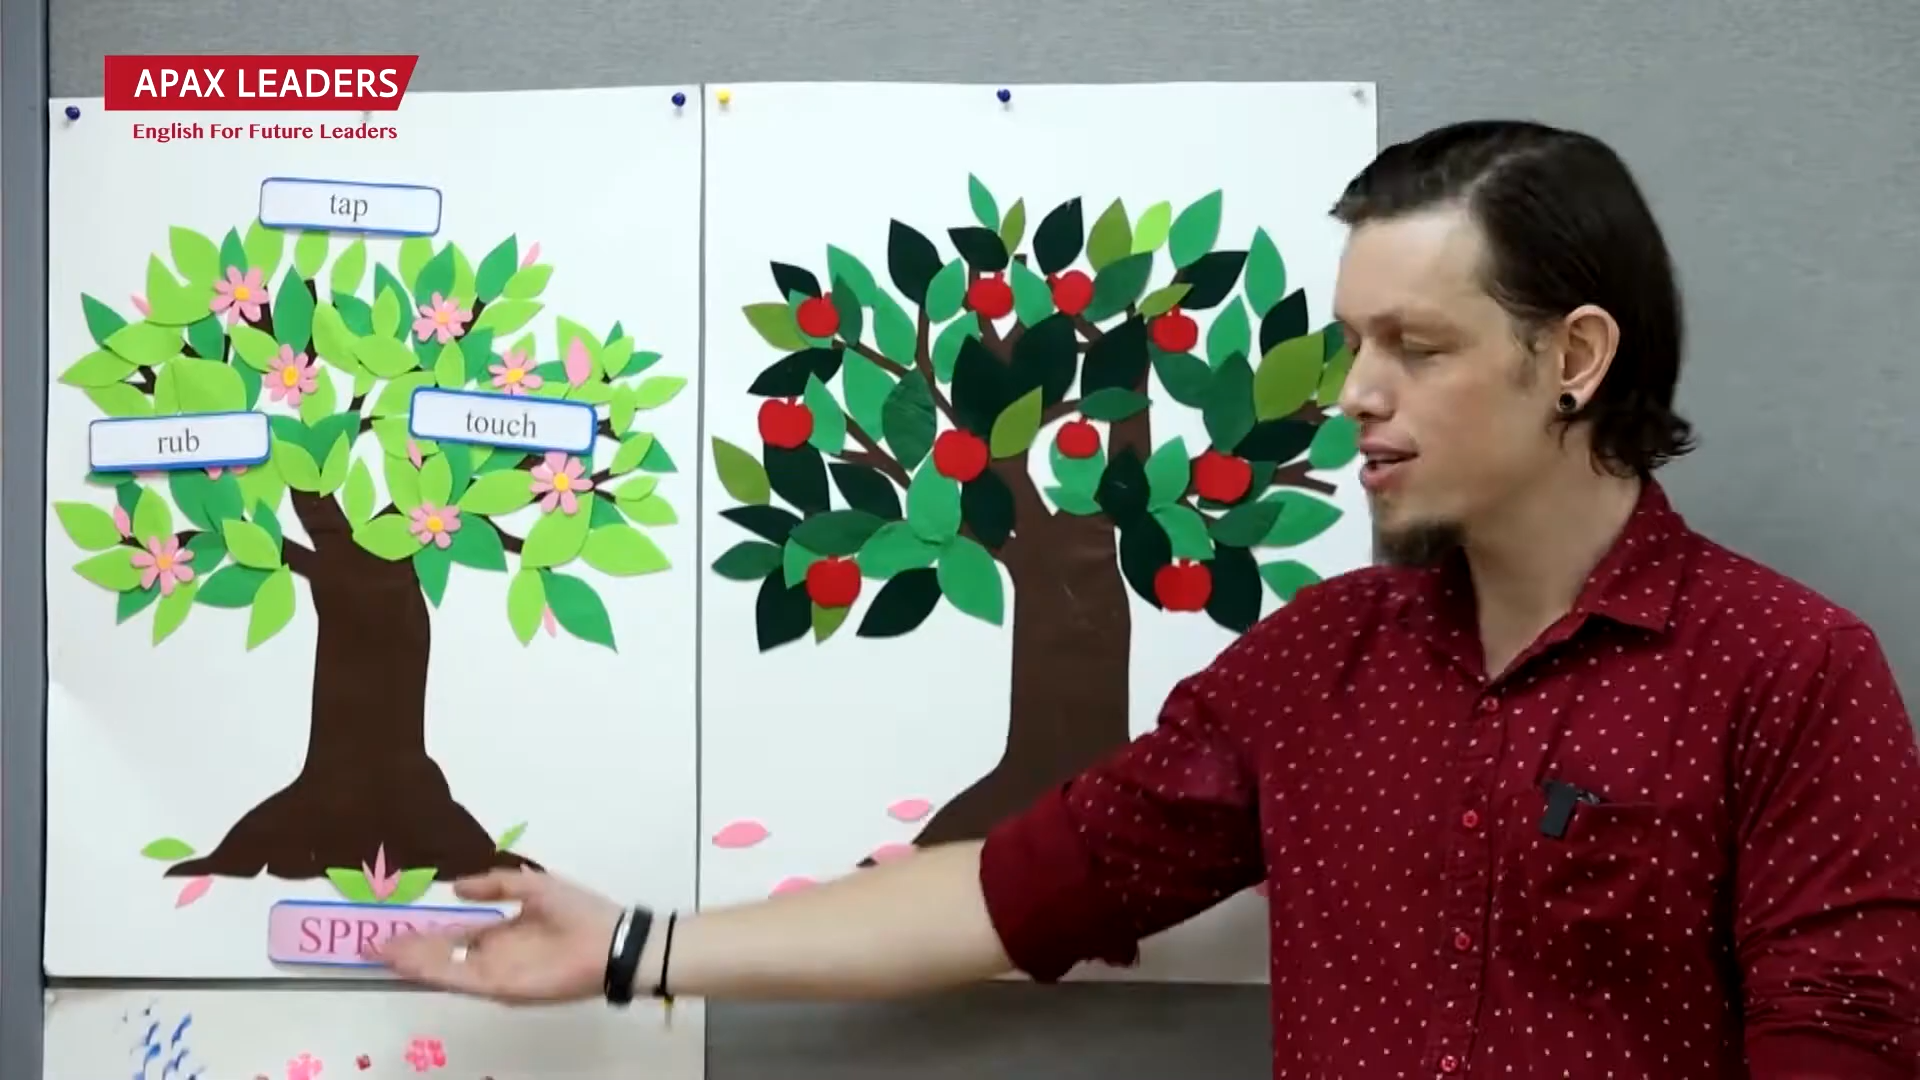 APAX LEADERS
English For Future Leaders
tap
touch
rub